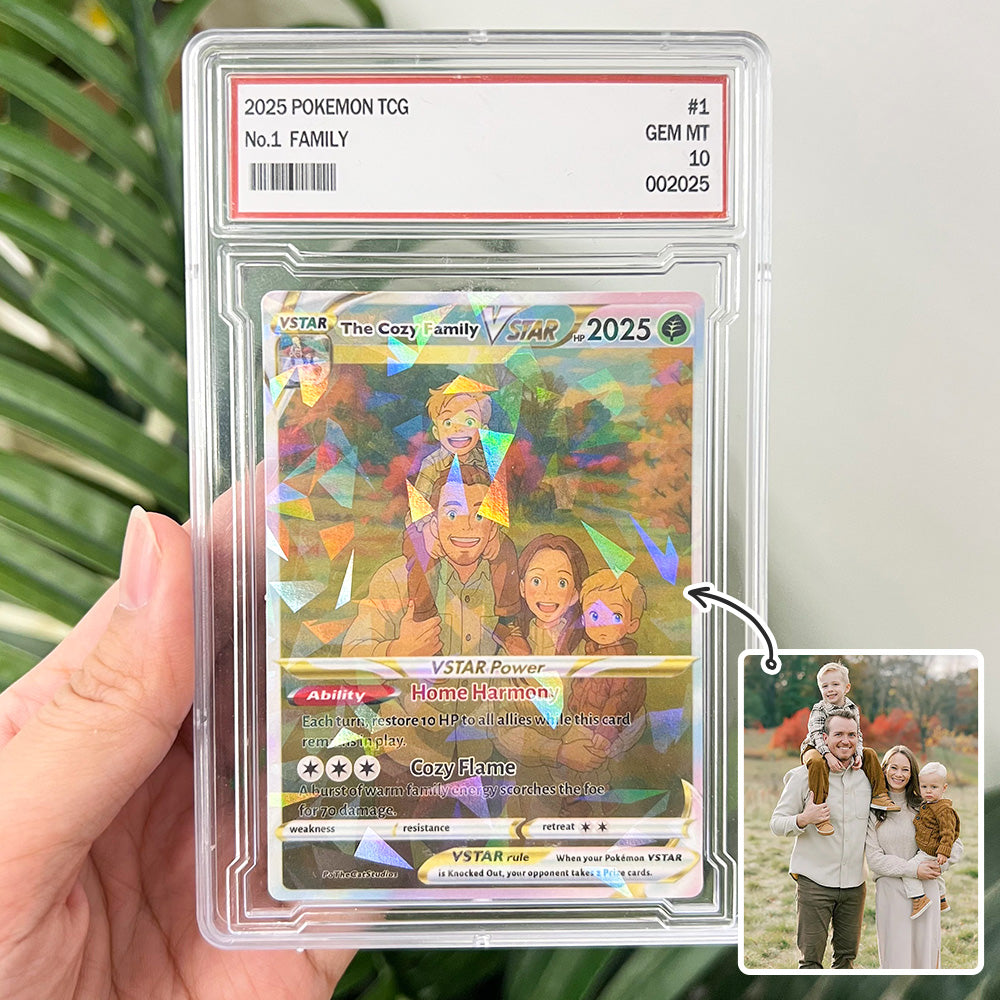 2025 POKEMON TCG
#1
No.1 FAMILY
GEM MT
10
002025
VSTAR
The Cozy Family VSTAR HP 2025
VSTAR Power
Ability Home Harmony
Each turn, restore 10 HP to all allies while this card
remains in play.
Cozy Flame
A burst of warm family energy scorches the foe
for 70 damage.
weakness resistance retreat
VSTAR rule When your Pokémon VSTAR
is Knocked Out, your opponent takes 2 Prize cards.
PsTheCatStudios